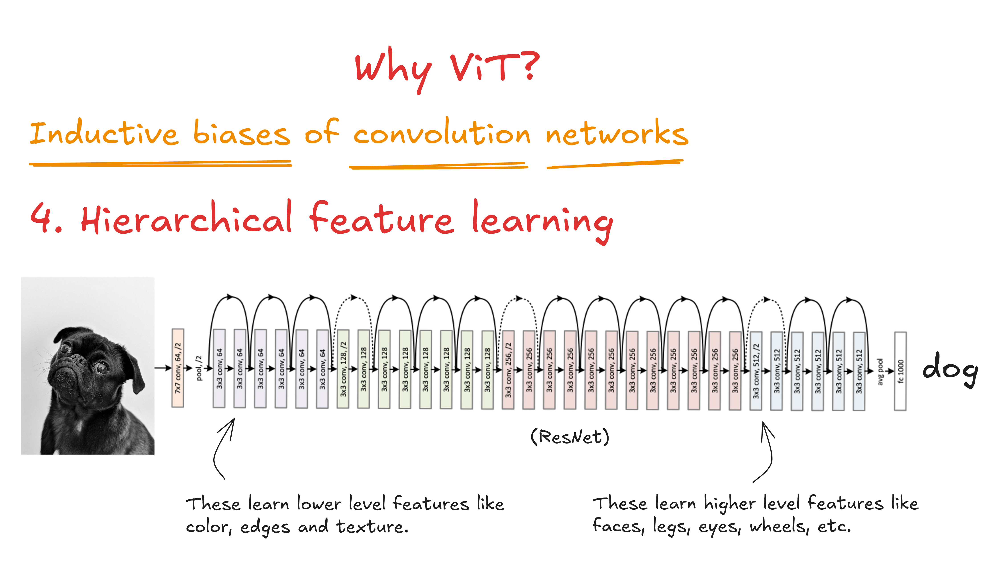 Why ViT?
Inductive biases of convolution networks
4. Hierarchical feature learning
7x7 conv, 64, /2
pool, /2
3x3 conv, 64
3x3 conv, 64
3x3 conv, 64
3x3 conv, 64
3x3 conv, 64
3x3 conv, 64
3x3 conv, 128, /2
3x3 conv, 128
3x3 conv, 128
3x3 conv, 128
3x3 conv, 128
3x3 conv, 128
3x3 conv, 128
3x3 conv, 128
3x3 conv, 256, /2
3x3 conv, 256
3x3 conv, 256
3x3 conv, 256
3x3 conv, 256
3x3 conv, 256
3x3 conv, 256
3x3 conv, 256
3x3 conv, 256
3x3 conv, 256
3x3 conv, 256
3x3 conv, 256
3x3 conv, 512, /2
3x3 conv, 512
3x3 conv, 512
3x3 conv, 512
3x3 conv, 512
3x3 conv, 512
avg pool
fc 1000
dog
(ResNet)
These learn lower level features like
color, edges and texture.
These learn higher level features like
faces, legs, eyes, wheels, etc.